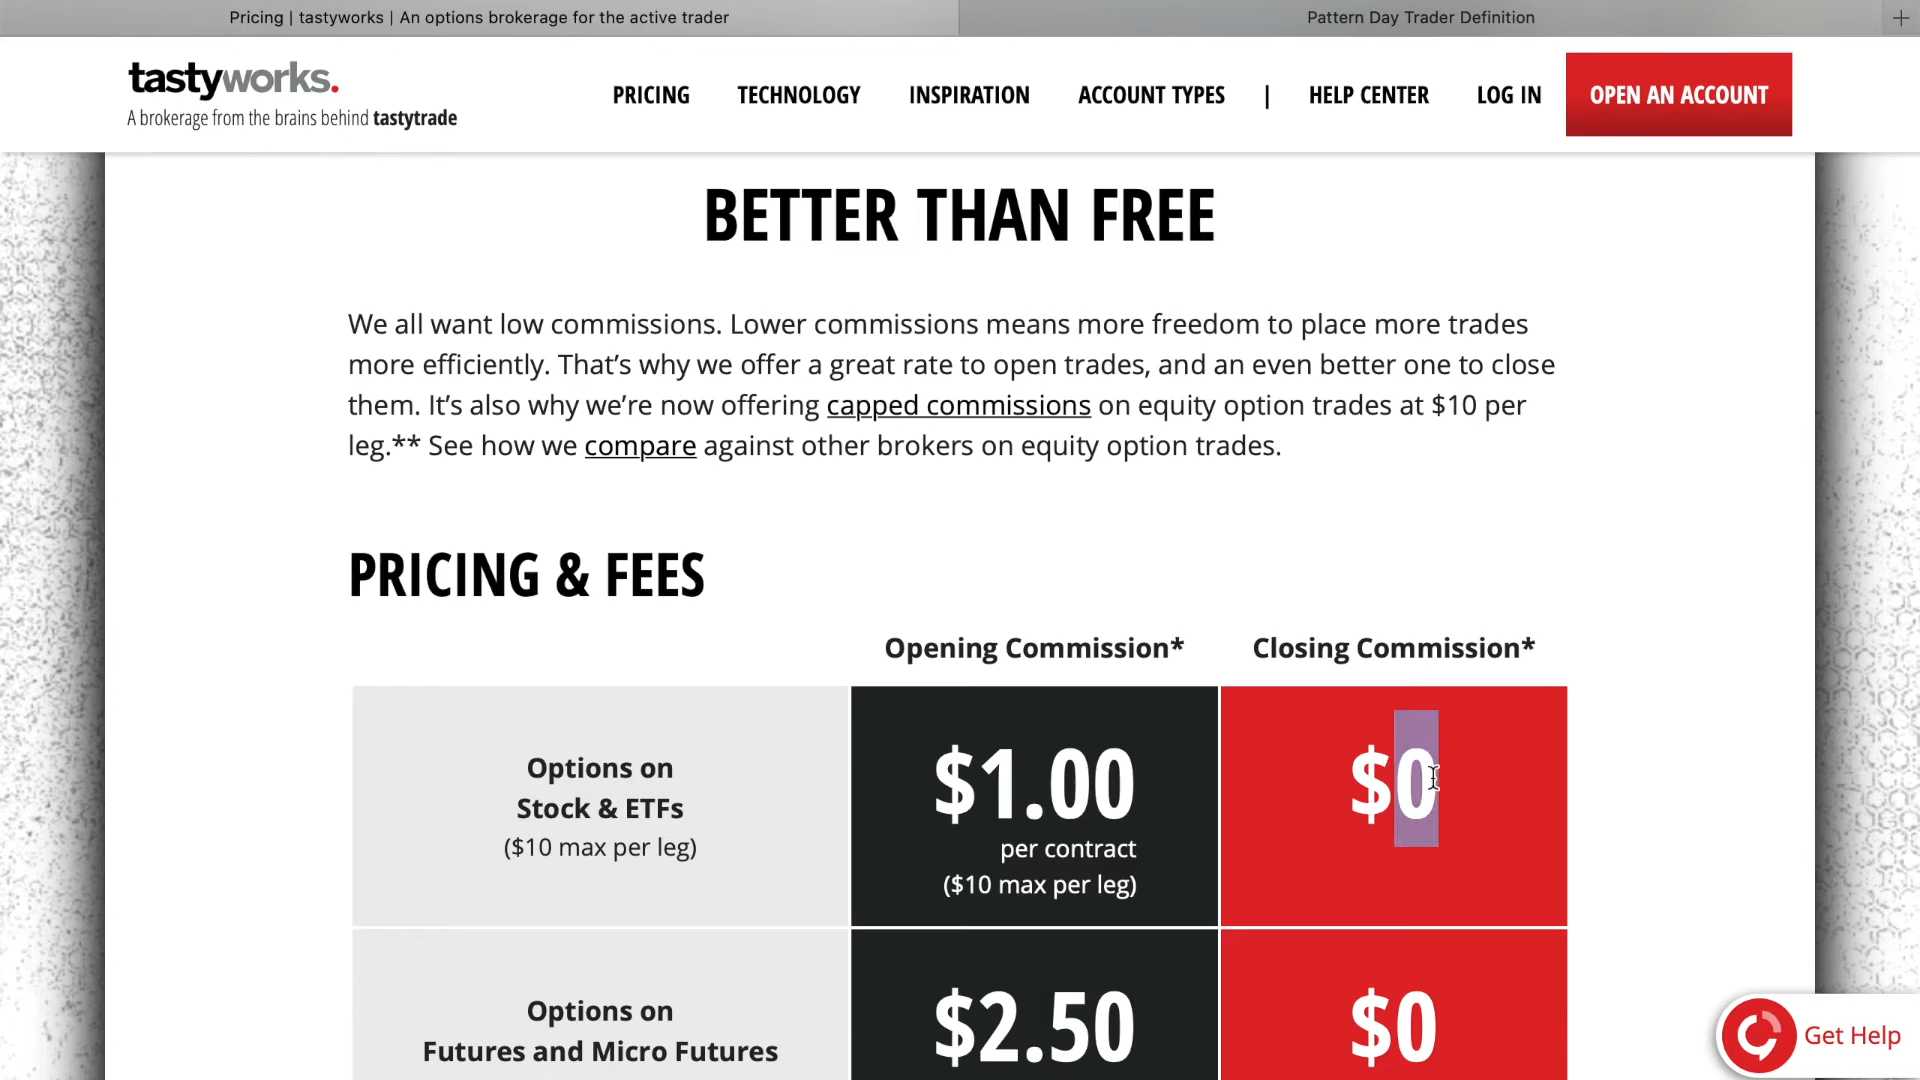 Pricing | tastyworks | An options brokerage for the active trader
Pattern Day Trader Definition
tastyworks.
A brokerage from the brains behind tastytrade
PRICING
TECHNOLOGY
INSPIRATION
ACCOUNT TYPES
|
HELP CENTER
LOG IN
OPEN AN ACCOUNT
BETTER THAN FREE
We all want low commissions. Lower commissions means more freedom to place more trades
more efficiently. That’s why we offer a great rate to open trades, and an even better one to close
them. It’s also why we’re now offering capped commissions on equity option trades at $10 per
leg.** See how we compare against other brokers on equity option trades.
PRICING & FEES
Opening Commission*
Closing Commission*
Options on
Stock & ETFs
($10 max per leg)
$1.00
per contract
($10 max per leg)
$0
Options on
Futures and Micro Futures
$2.50
$0
Get Help